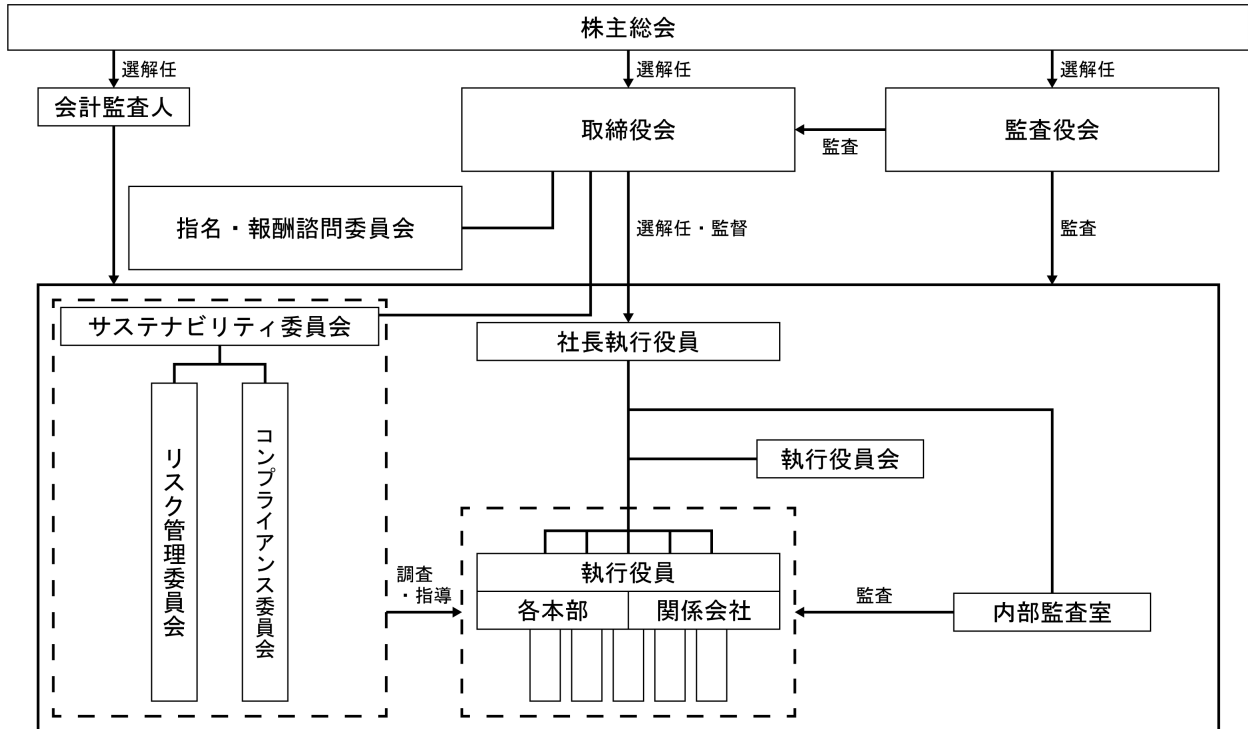 株主総会
選解任
選解任
選解任
会計監査人
取締役会
監査役会
監査
指名・報酬諮問委員会
選解任・監督
監査
サステナビリティ委員会
社長執行役員
リスク管理委員会
コンプライアンス委員会
執行役員会
執行役員
各本部
関係会社
調査
・指導
監査
内部監査室